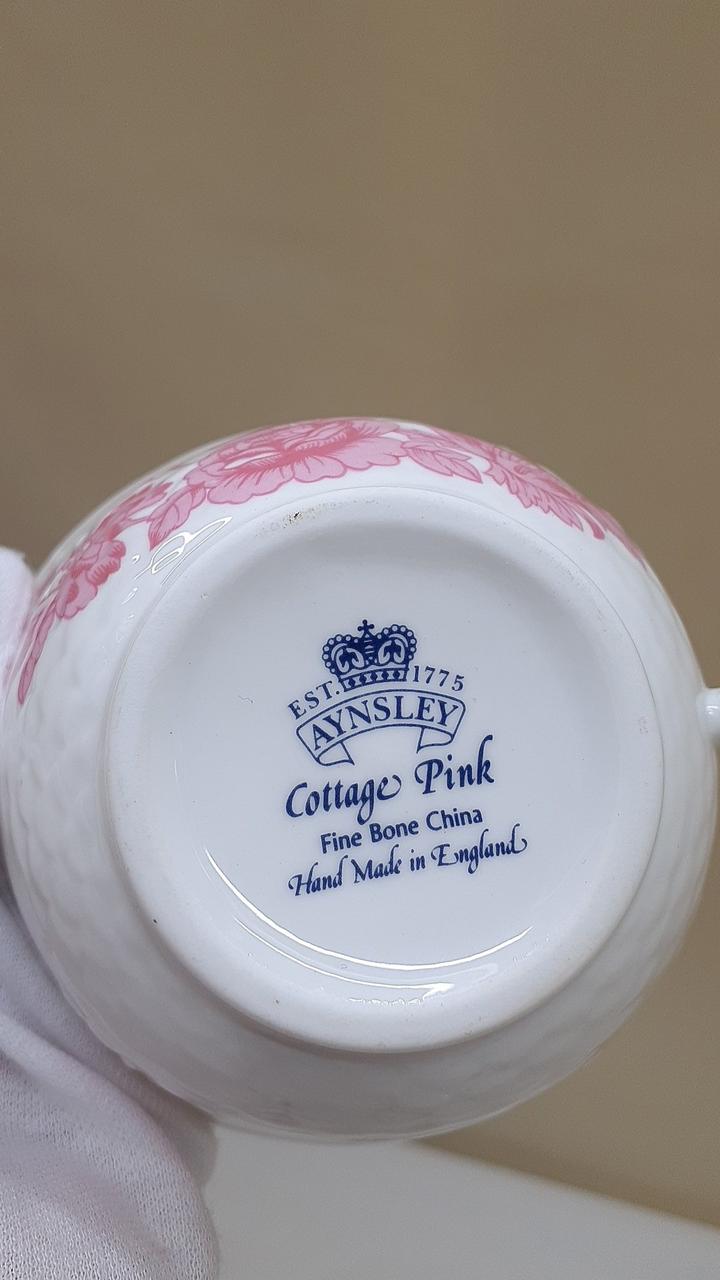 EST. 1775
AYNSLEY
Cottage Pink
Fine Bone China
Hand Made in England